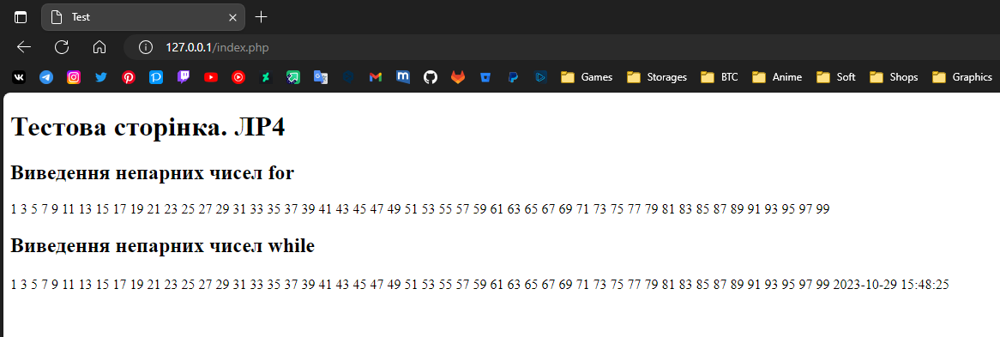 Test
127.0.0.1/index.php
Games Storages BTC Anime Soft Shops Graphics
Тестова сторінка. ЛР4
Виведення непарних чисел for
1 3 5 7 9 11 13 15 17 19 21 23 25 27 29 31 33 35 37 39 41 43 45 47 49 51 53 55 57 59 61 63 65 67 69 71 73 75 77 79 81 83 85 87 89 91 93 95 97 99
Виведення непарних чисел while
1 3 5 7 9 11 13 15 17 19 21 23 25 27 29 31 33 35 37 39 41 43 45 47 49 51 53 55 57 59 61 63 65 67 69 71 73 75 77 79 81 83 85 87 89 91 93 95 97 99 2023-10-29 15:48:25